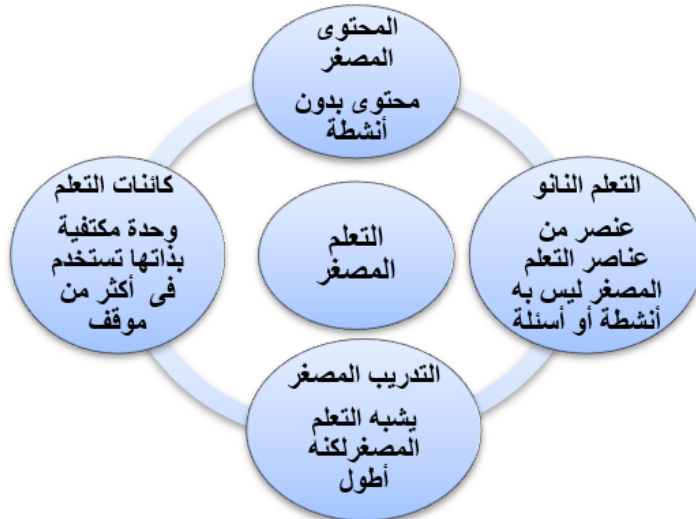 المحتوى
المصغر
محتوى بدون
أنشطة
التعلم النانو
عنصر من
عناصر التعلم
المصغر ليس به
أنشطة أو أسئلة
التعلم
المصغر
كائنات التعلم
وحدة مكتفية
بذاتها تستخدم
فى أكثر من
موقف
التدريب المصغر
يشبه التعلم
المصغرلكنه
أطول